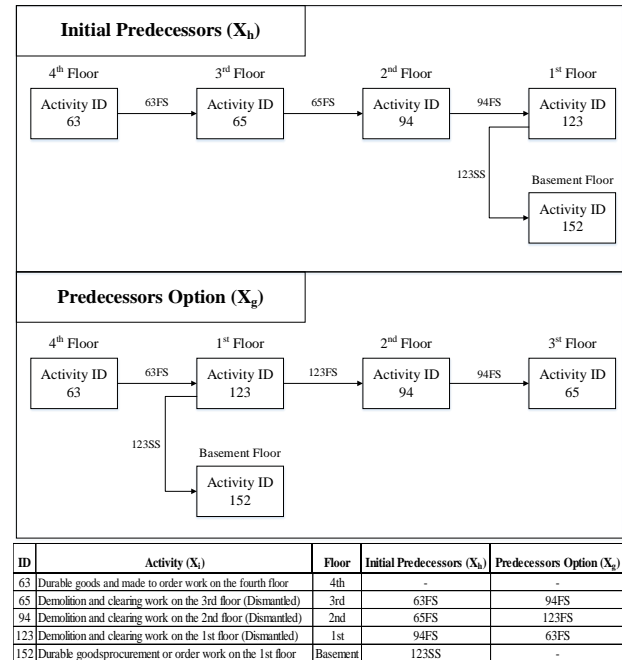 Initial Predecessors (Xh)
4th Floor 3rd Floor 2nd Floor 1st Floor
Activity ID 63 63FS Activity ID 65 65FS Activity ID 94 94FS Activity ID 123
123SS
Basement Floor
Activity ID 152
Predecessors Option (Xg)
4th Floor 1st Floor 2nd Floor 3st Floor
Activity ID 63 63FS Activity ID 123 123FS Activity ID 94 94FS Activity ID 65
123SS
Basement Floor
Activity ID 152
ID Activity (Xi) Floor Initial Predecessors (Xh) Predecessors Option (Xg)
63 Durable goods and made to order work on the fourth floor 4th - -
65 Demolition and clearing work on the 3rd floor (Dismantled) 3rd 63FS 94FS
94 Demolition and clearing work on the 2nd floor (Dismantled) 2nd 65FS 123FS
123 Demolition and clearing work on the 1st floor (Dismantled) 1st 94FS 63FS
152 Durable goodsprocurement or order work on the 1st floor Basement 123SS -